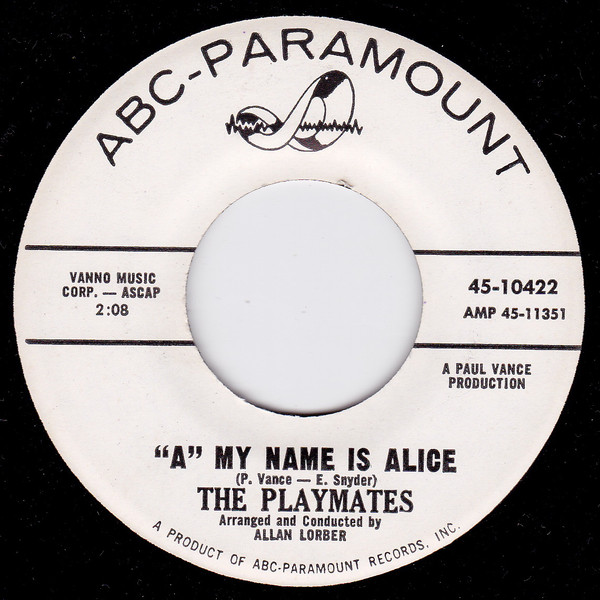 ABC-PARAMOUNT
VANNO MUSIC
CORP. — ASCAP
2:08
45-10422
AMP 45-11351
A PAUL VANCE
PRODUCTION
“A” MY NAME IS ALICE
(P. Vance — E. Snyder)
THE PLAYMATES
Arranged and Conducted by
ALLAN LORBER
A PRODUCT OF ABC-PARAMOUNT RECORDS, INC.